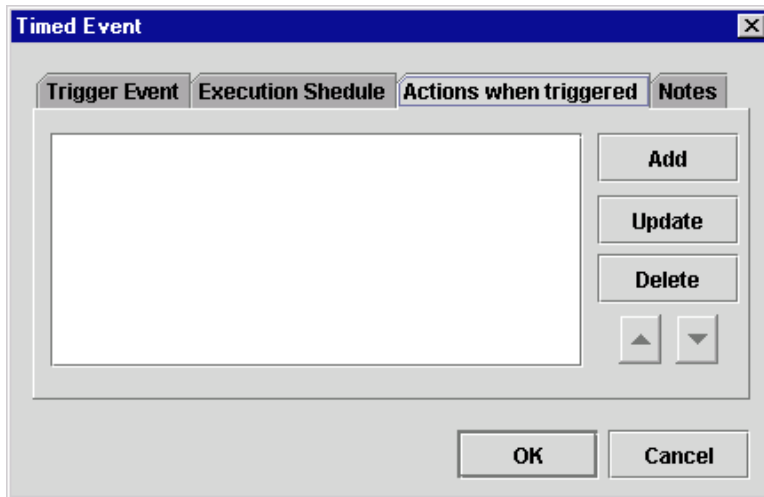 Timed Event
Trigger Event Execution Shedule Actions when triggered Notes
Add
Update
Delete
OK Cancel